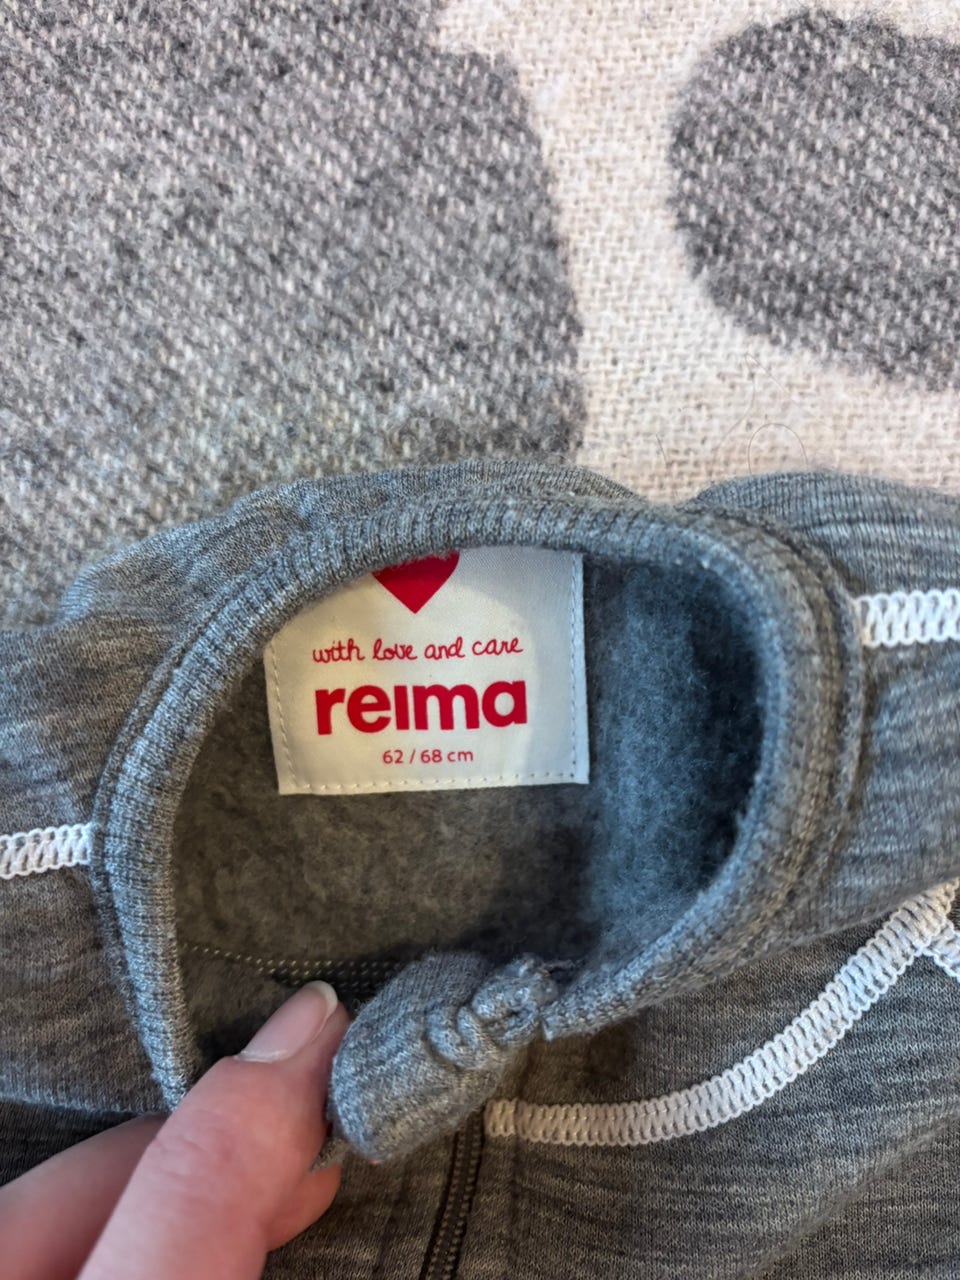 with love and care
reima
62 / 68 cm